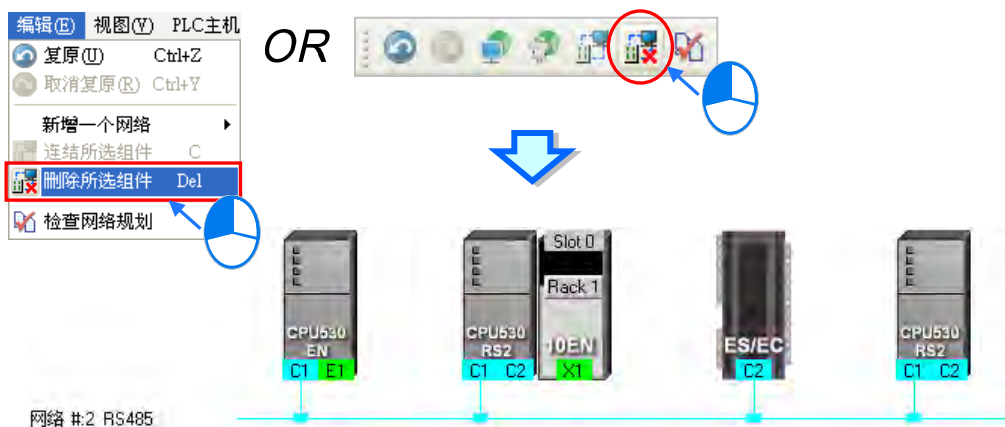 编辑(E) 视图(V) PLC主机
复原(U) Ctrl+Z
取消复原(R) Ctrl+Y
新增一个网络
连结所选组件 C
删除所选组件 Del
检查网络规划
OR
Slot 0
Rack 1
CPU530
EN
C1 E1
CPU530
RS2
C1 C2
10EN
X1
ES/EC
C2
CPU530
RS2
C1 C2
网络 #:2 RS485